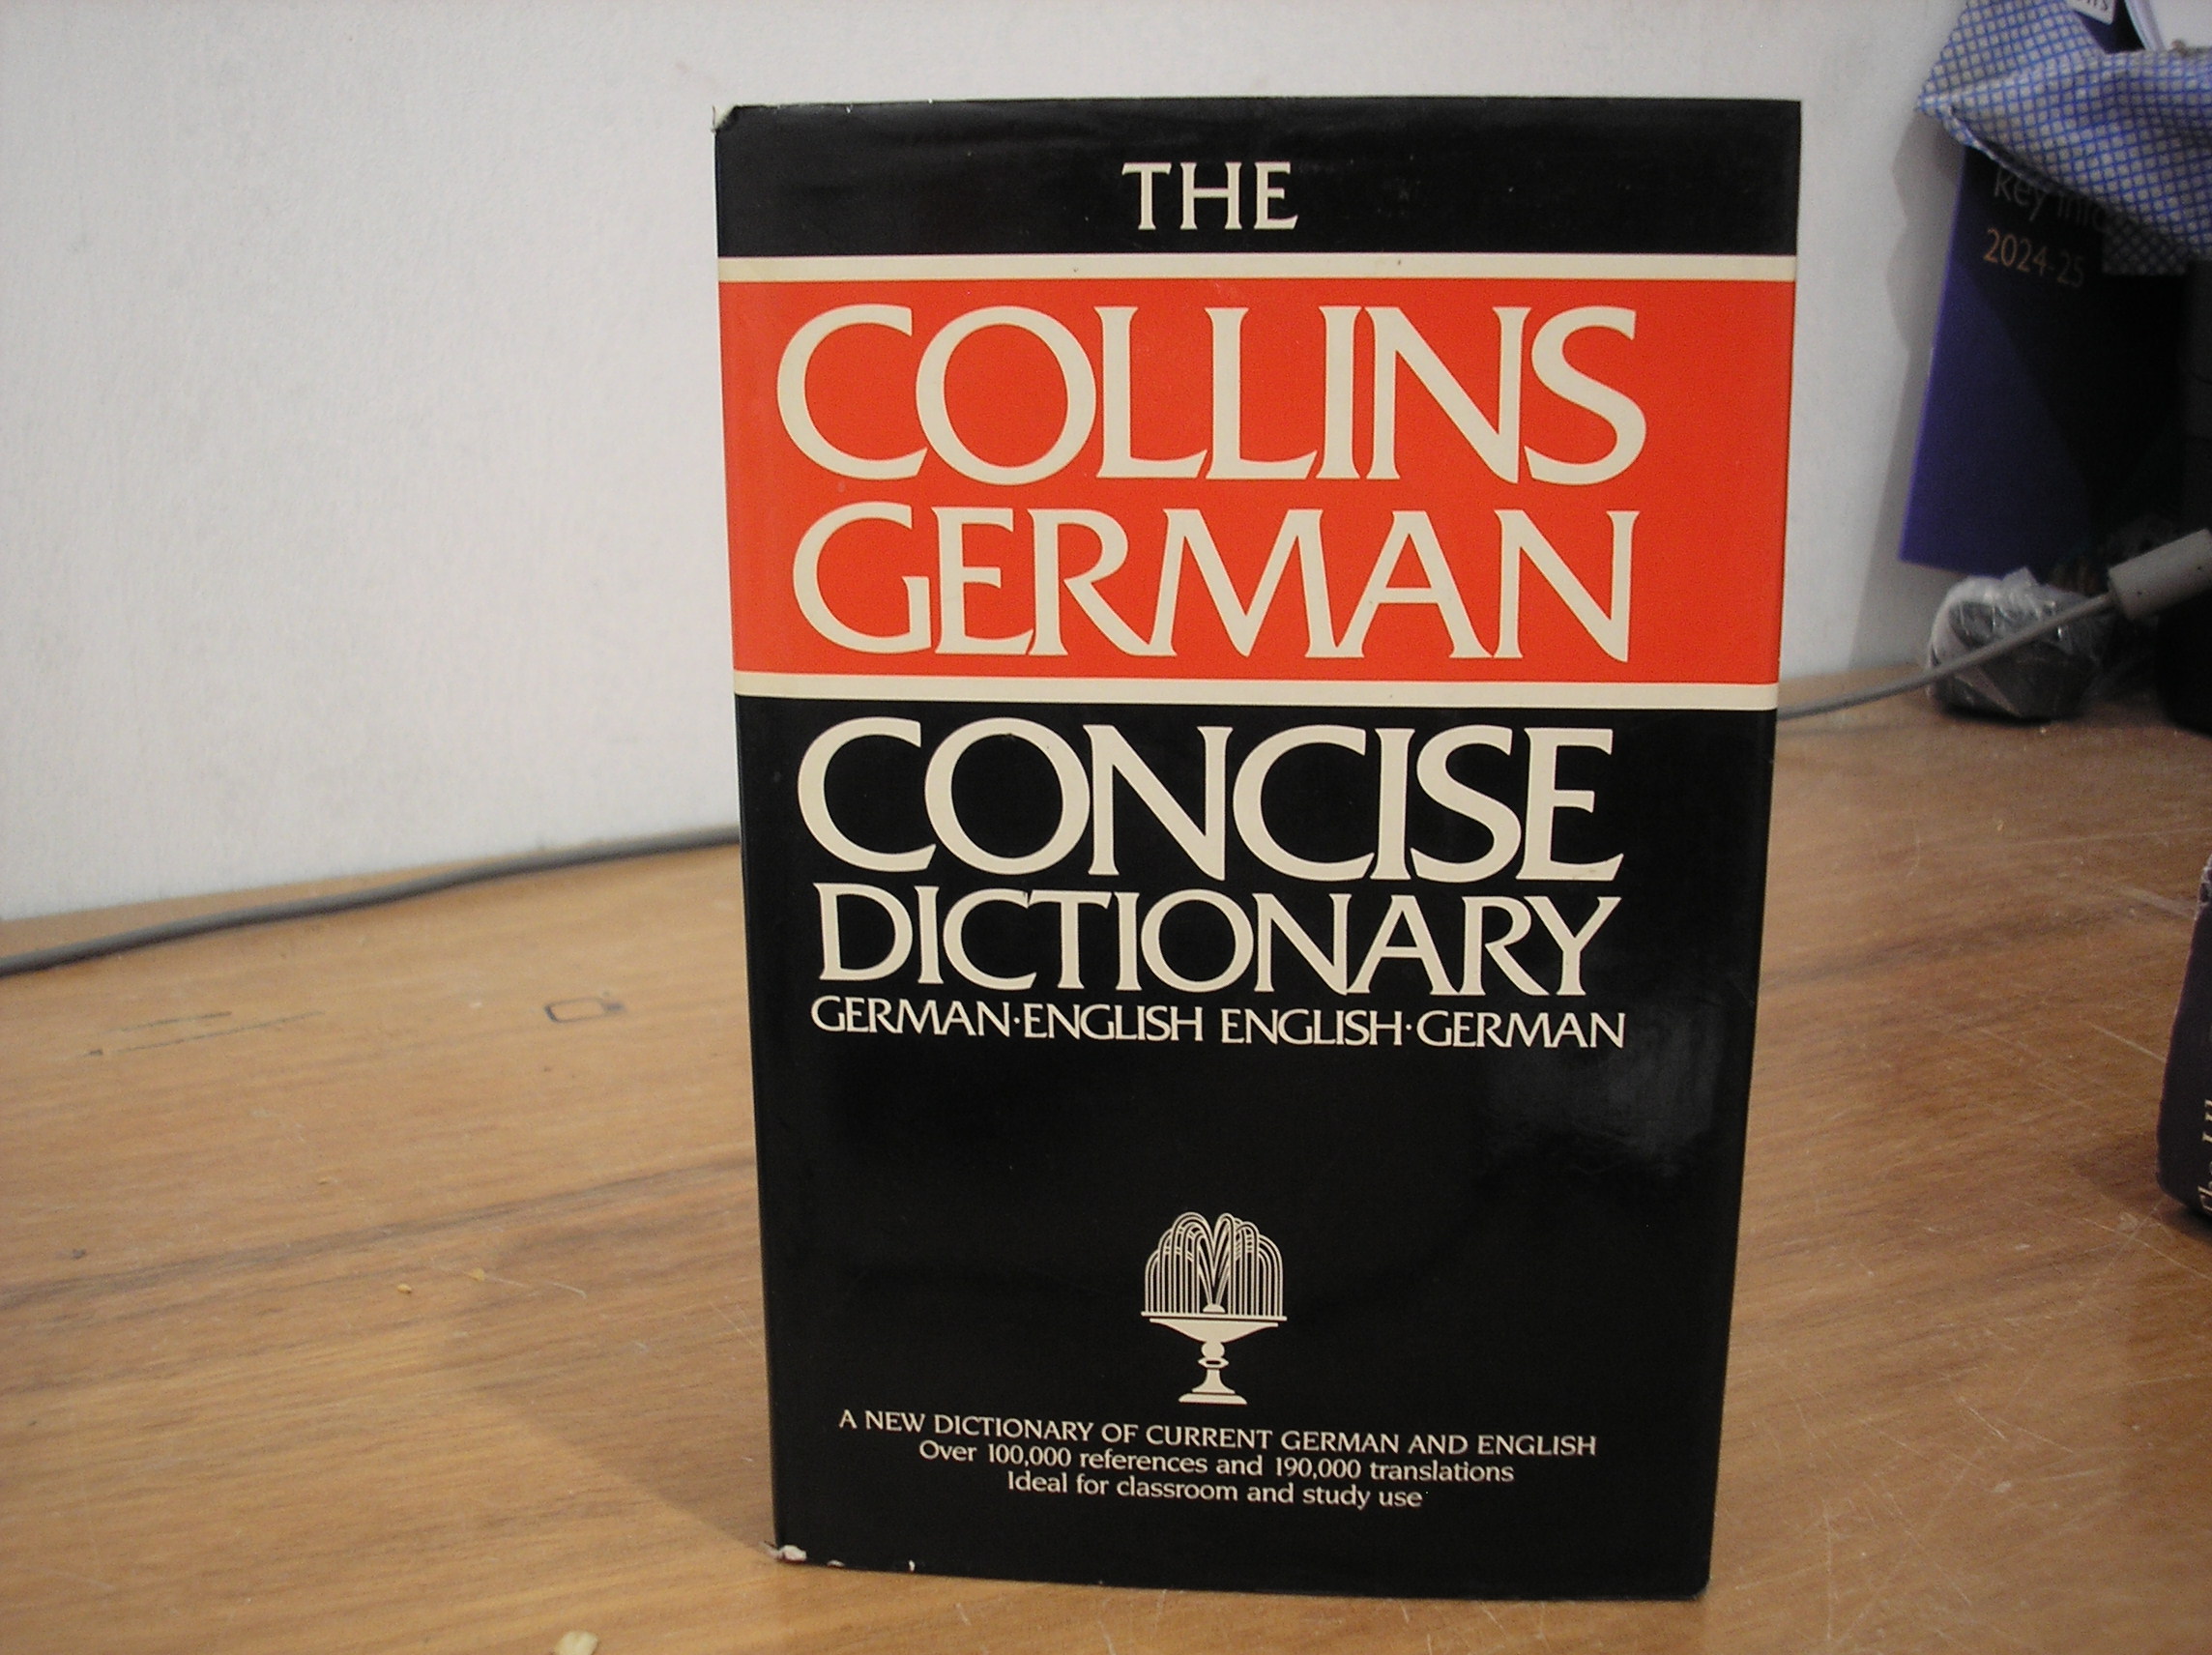 THE
COLLINS
GERMAN
CONCISE
DICTIONARY
GERMAN·ENGLISH ENGLISH·GERMAN
A NEW DICTIONARY OF CURRENT GERMAN AND ENGLISH
Over 100,000 references and 190,000 translations
Ideal for classroom and study use
key
2024-25